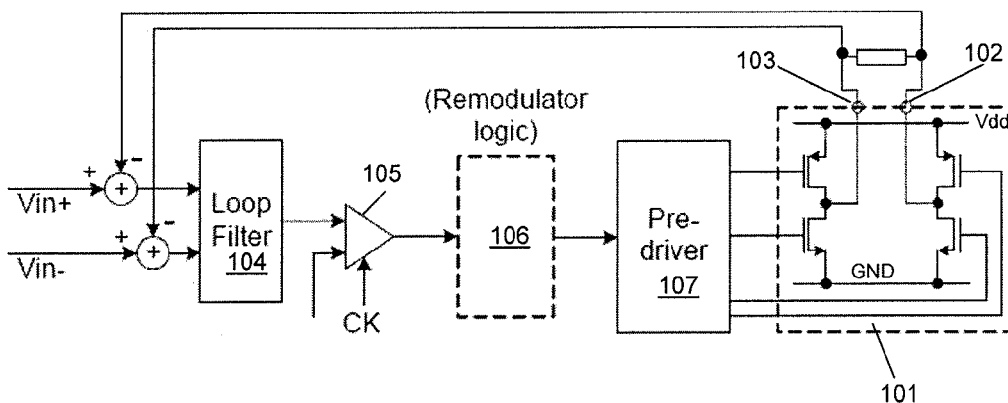 103
102
Vdd
(Remodulator
logic)
+
-
+
Vin+
+
-
+
Vin-
Loop
Filter
104
105
CK
106
Pre-
driver
107
GND
101